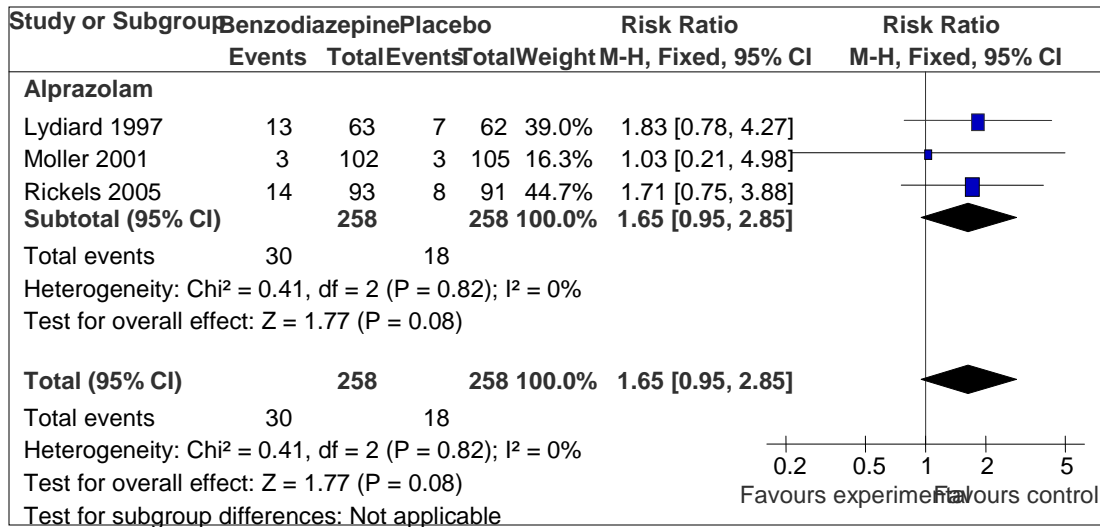 Study or Subgroup Benzodiazepine Placebo Risk Ratio Risk Ratio
Events Total Events Total Weight M-H, Fixed, 95% CI M-H, Fixed, 95% CI
Alprazolam
Lydiard 1997 13 63 7 62 39.0% 1.83 [0.78, 4.27]
Moller 2001 3 102 3 105 16.3% 1.03 [0.21, 4.98]
Rickels 2005 14 93 8 91 44.7% 1.71 [0.75, 3.88]
Subtotal (95% CI) 258 258 100.0% 1.65 [0.95, 2.85]
Total events 30 18
Heterogeneity: Chi² = 0.41, df = 2 (P = 0.82); I² = 0%
Test for overall effect: Z = 1.77 (P = 0.08)
Total (95% CI) 258 258 100.0% 1.65 [0.95, 2.85]
Total events 30 18
Heterogeneity: Chi² = 0.41, df = 2 (P = 0.82); I² = 0%
Test for overall effect: Z = 1.77 (P = 0.08)
Test for subgroup differences: Not applicable
0.2 0.5 1 2 5
Favours experimental Favours control